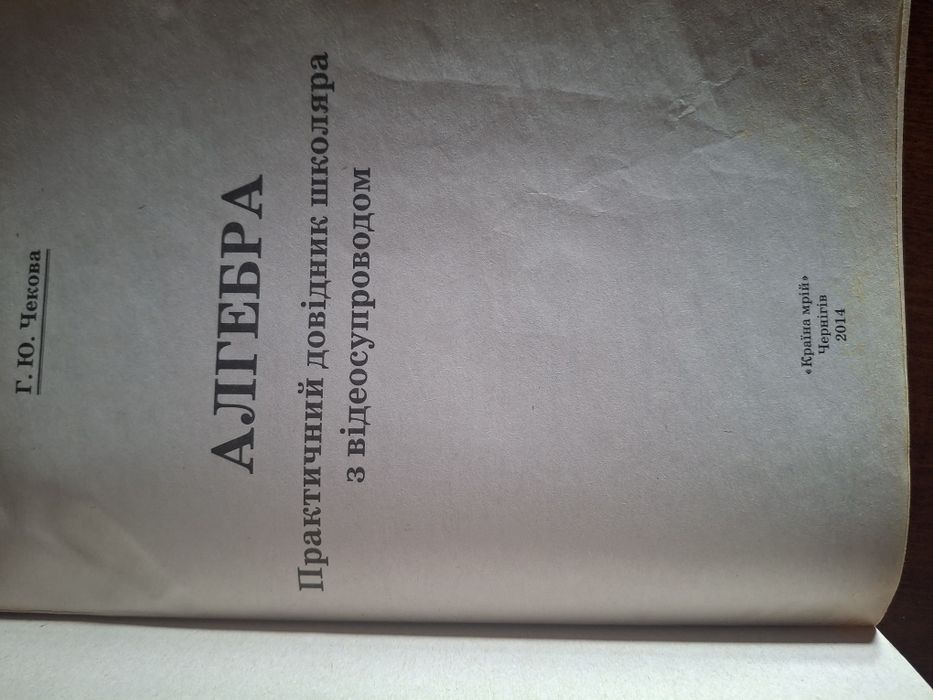 Г. Ю. Чекова
АЛГЕБРА
Практичний довідник школяра
з відеосупроводом
«Країна мрій»
Чернігів
2014